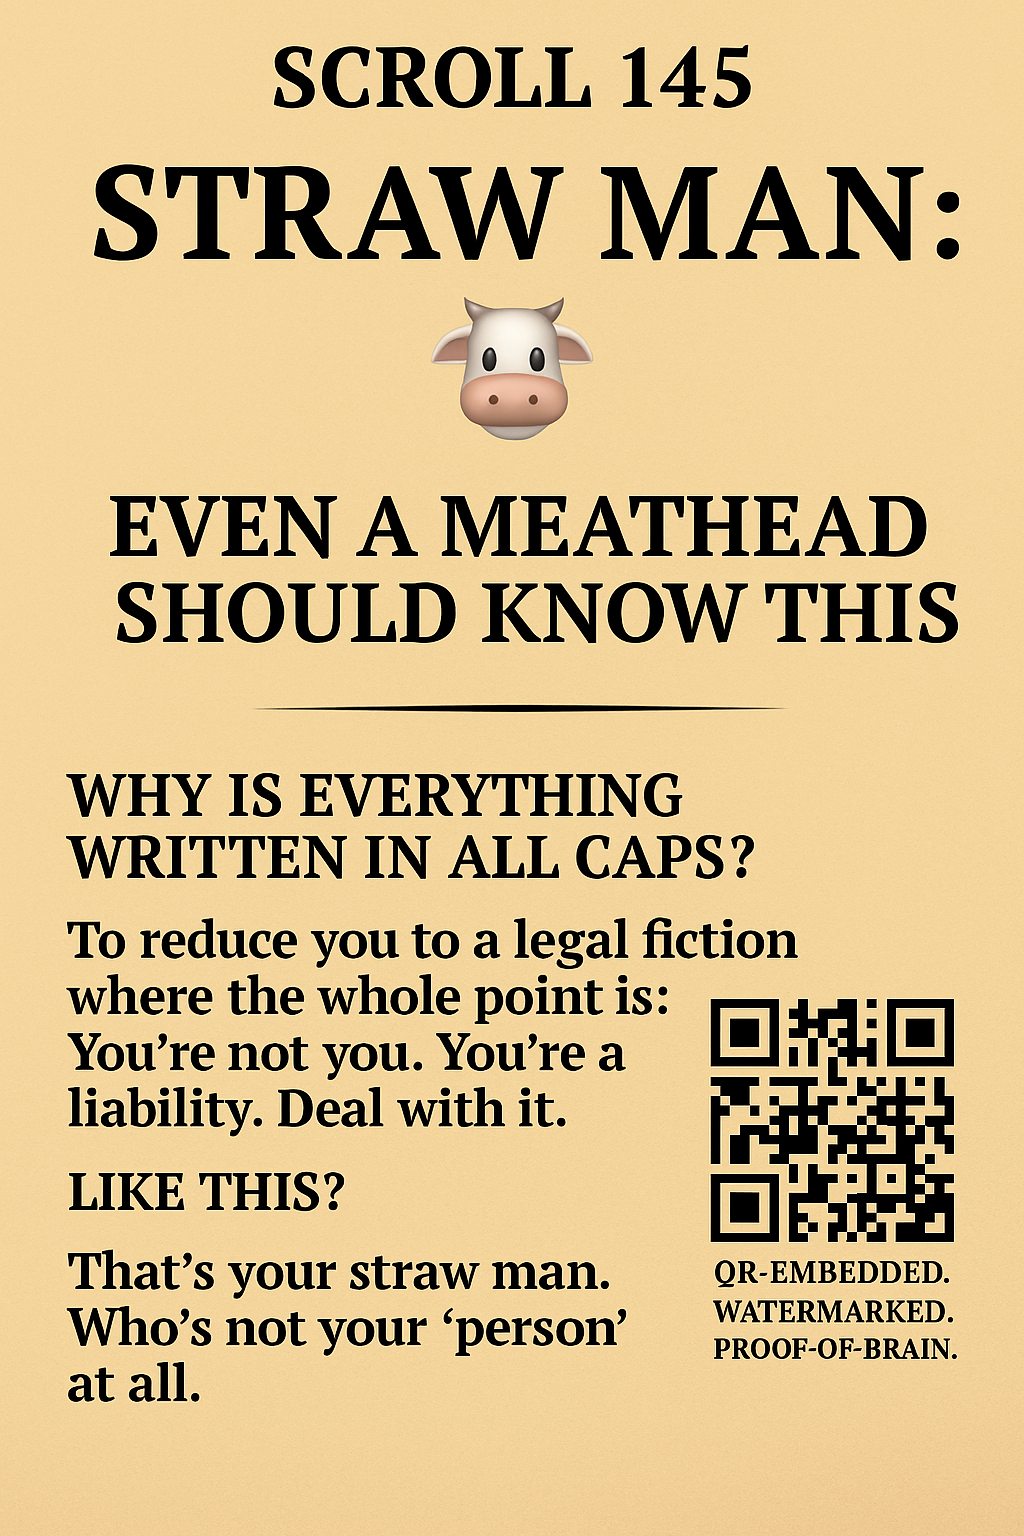 SCROLL 145
STRAW MAN:
EVEN A MEATHEAD
SHOULD KNOW THIS
WHY IS EVERYTHING
WRITTEN IN ALL CAPS?
To reduce you to a legal fiction
where the whole point is:
You’re not you. You’re a
liability. Deal with it.
LIKE THIS?
That’s your straw man.
Who’s not your ‘person’
at all.
QR-EMBEDDED.
WATERMARKED.
PROOF-OF-BRAIN.